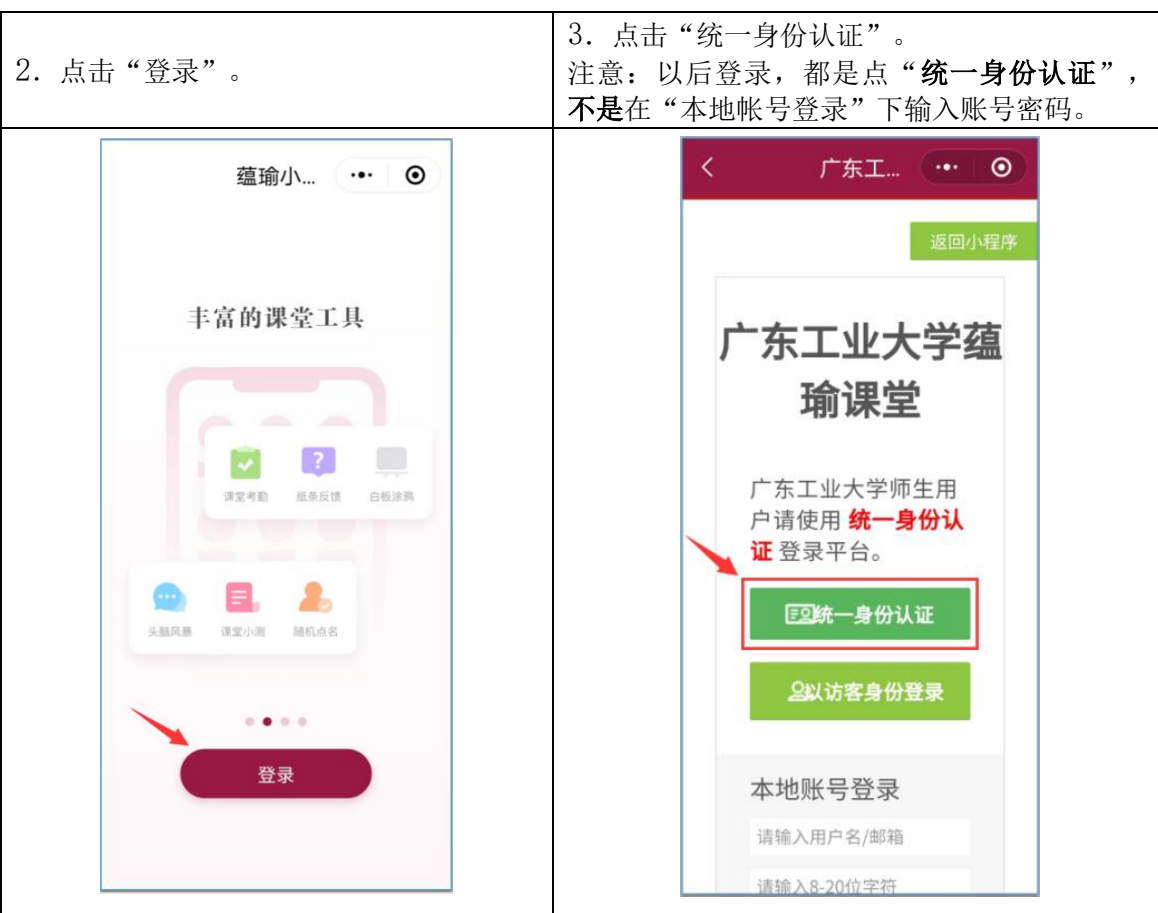 2. 点击“登录”。
3. 点击“统一身份认证”。
注意：以后登录，都是点“统一身份认证”，
不是在“本地帐号登录”下输入账号密码。
蕴瑜小...
丰富的课堂工具
课堂考勤 纸条反馈 白板涂鸦
头脑风暴 课堂小测 随机点名
登录
广东工...
返回小程序
广东工业大学蕴
瑜课堂
广东工业大学师生用
户请使用 统一身份认
证 登录平台。
统一身份认证
以访客身份登录
本地账号登录
请输入用户名/邮箱
请输入8-20位字符